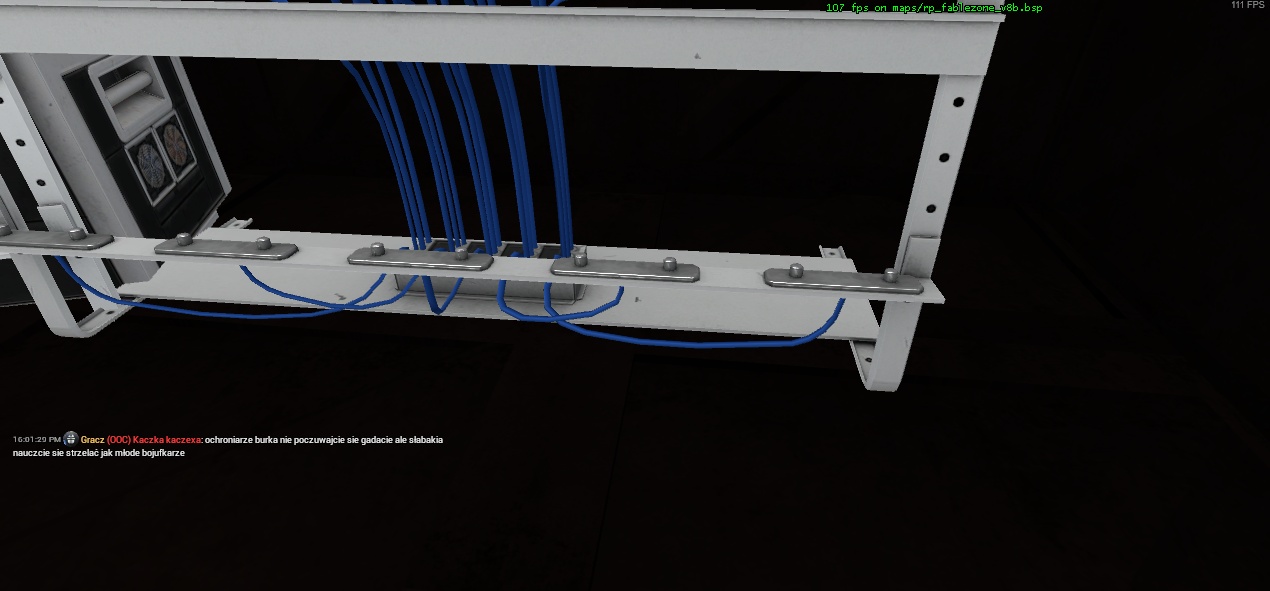 107 fps on maps/rp_fablezone_v8b.bsp
111 FPS
16:01:29 PM Gracz (OOC) Kaczka kaczexa: ochroniarze burka nie poczuwajcie sie gadacie ale słabakia
nauczcie sie strzelać jak młode bojufkarze